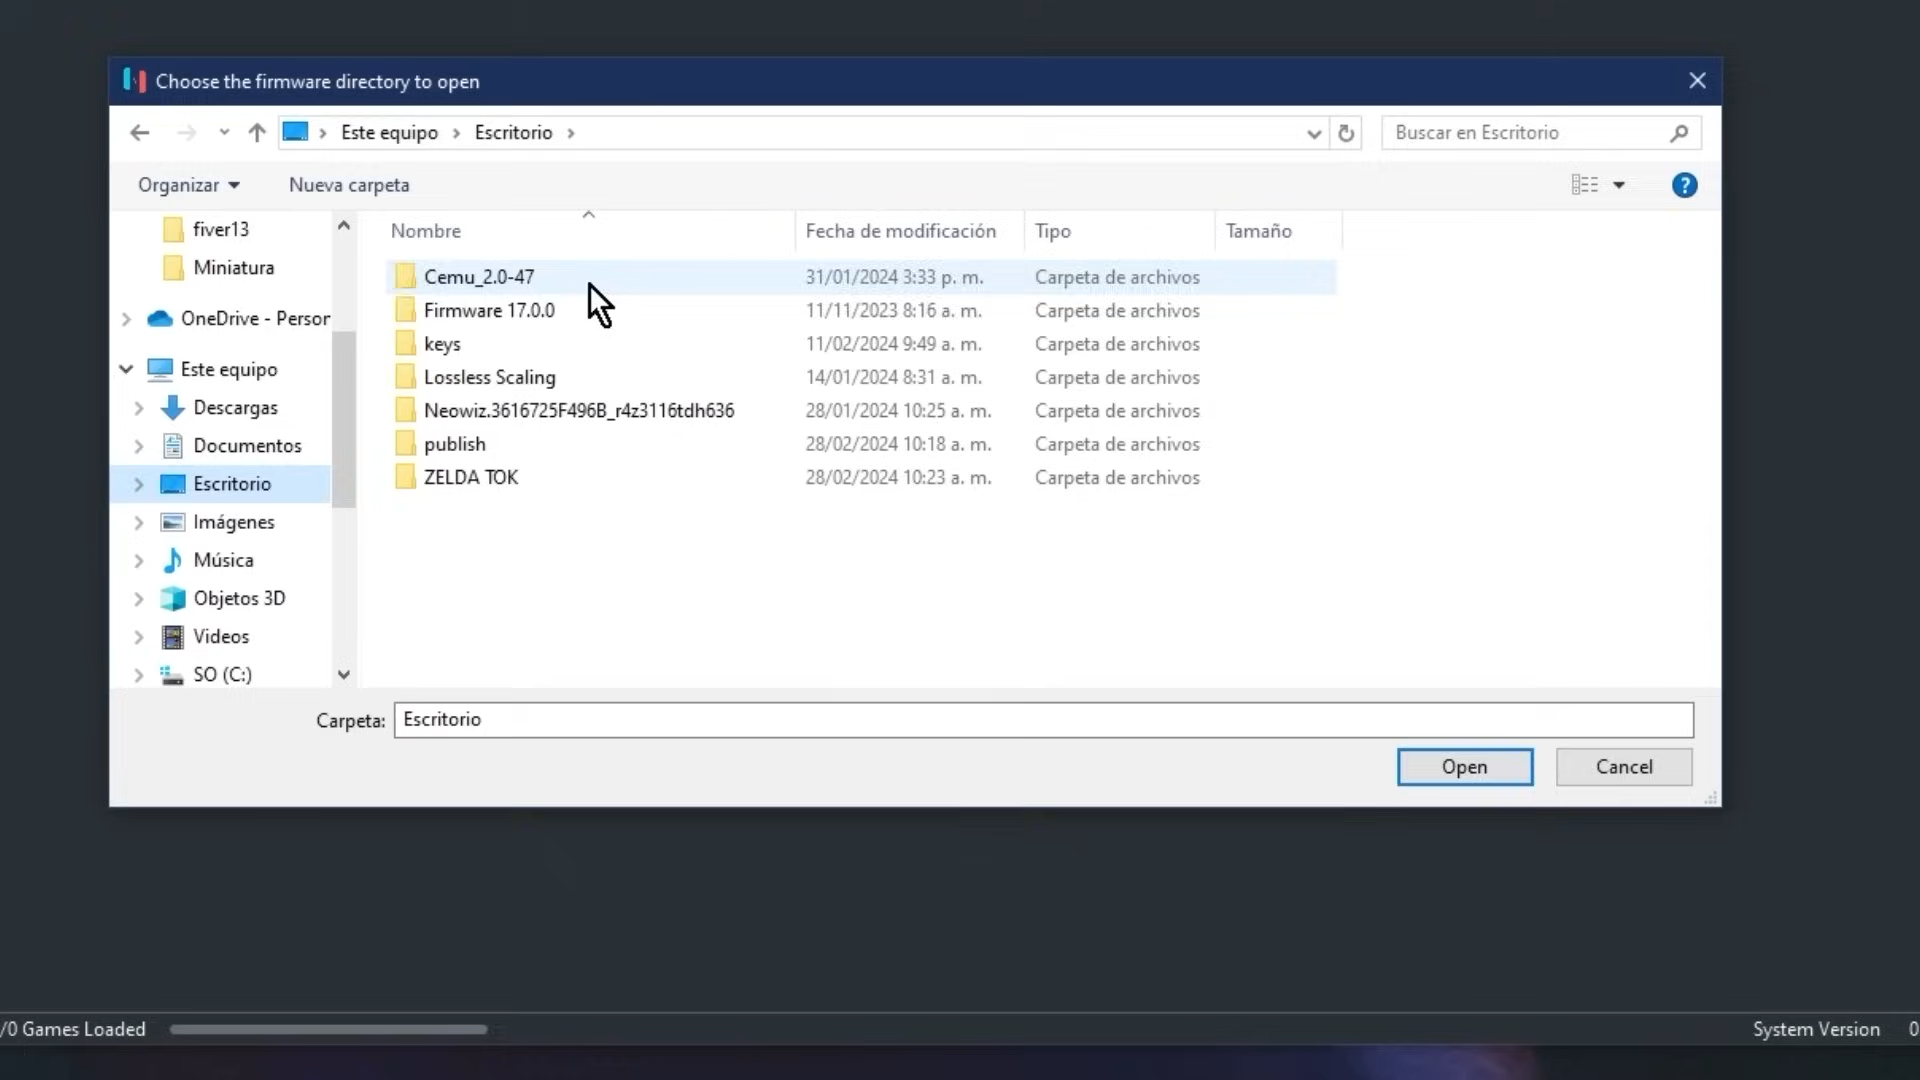 Choose the firmware directory to open
Este equipo Escritorio
Buscar en Escritorio
Organizar Nueva carpeta
?
fiver13
Miniatura
OneDrive - Persor
Este equipo
Descargas
Documentos
Escritorio
Imágenes
Música
Objetos 3D
Videos
SO (C:)
Nombre Fecha de modificación Tipo Tamaño
Cemu_2.0-47 31/01/2024 3:33 p. m. Carpeta de archivos
Firmware 17.0.0 11/11/2023 8:16 a. m. Carpeta de archivos
keys 11/02/2024 9:49 a. m. Carpeta de archivos
Lossless Scaling 14/01/2024 8:31 a. m. Carpeta de archivos
Neowiz.3616725F496B_r4z3116tdh636 28/01/2024 10:25 a. m. Carpeta de archivos
publish 28/02/2024 10:18 a. m. Carpeta de archivos
ZELDA TOK 28/02/2024 10:23 a. m. Carpeta de archivos
Carpeta: Escritorio
Open Cancel
/0 Games Loaded System Version 0